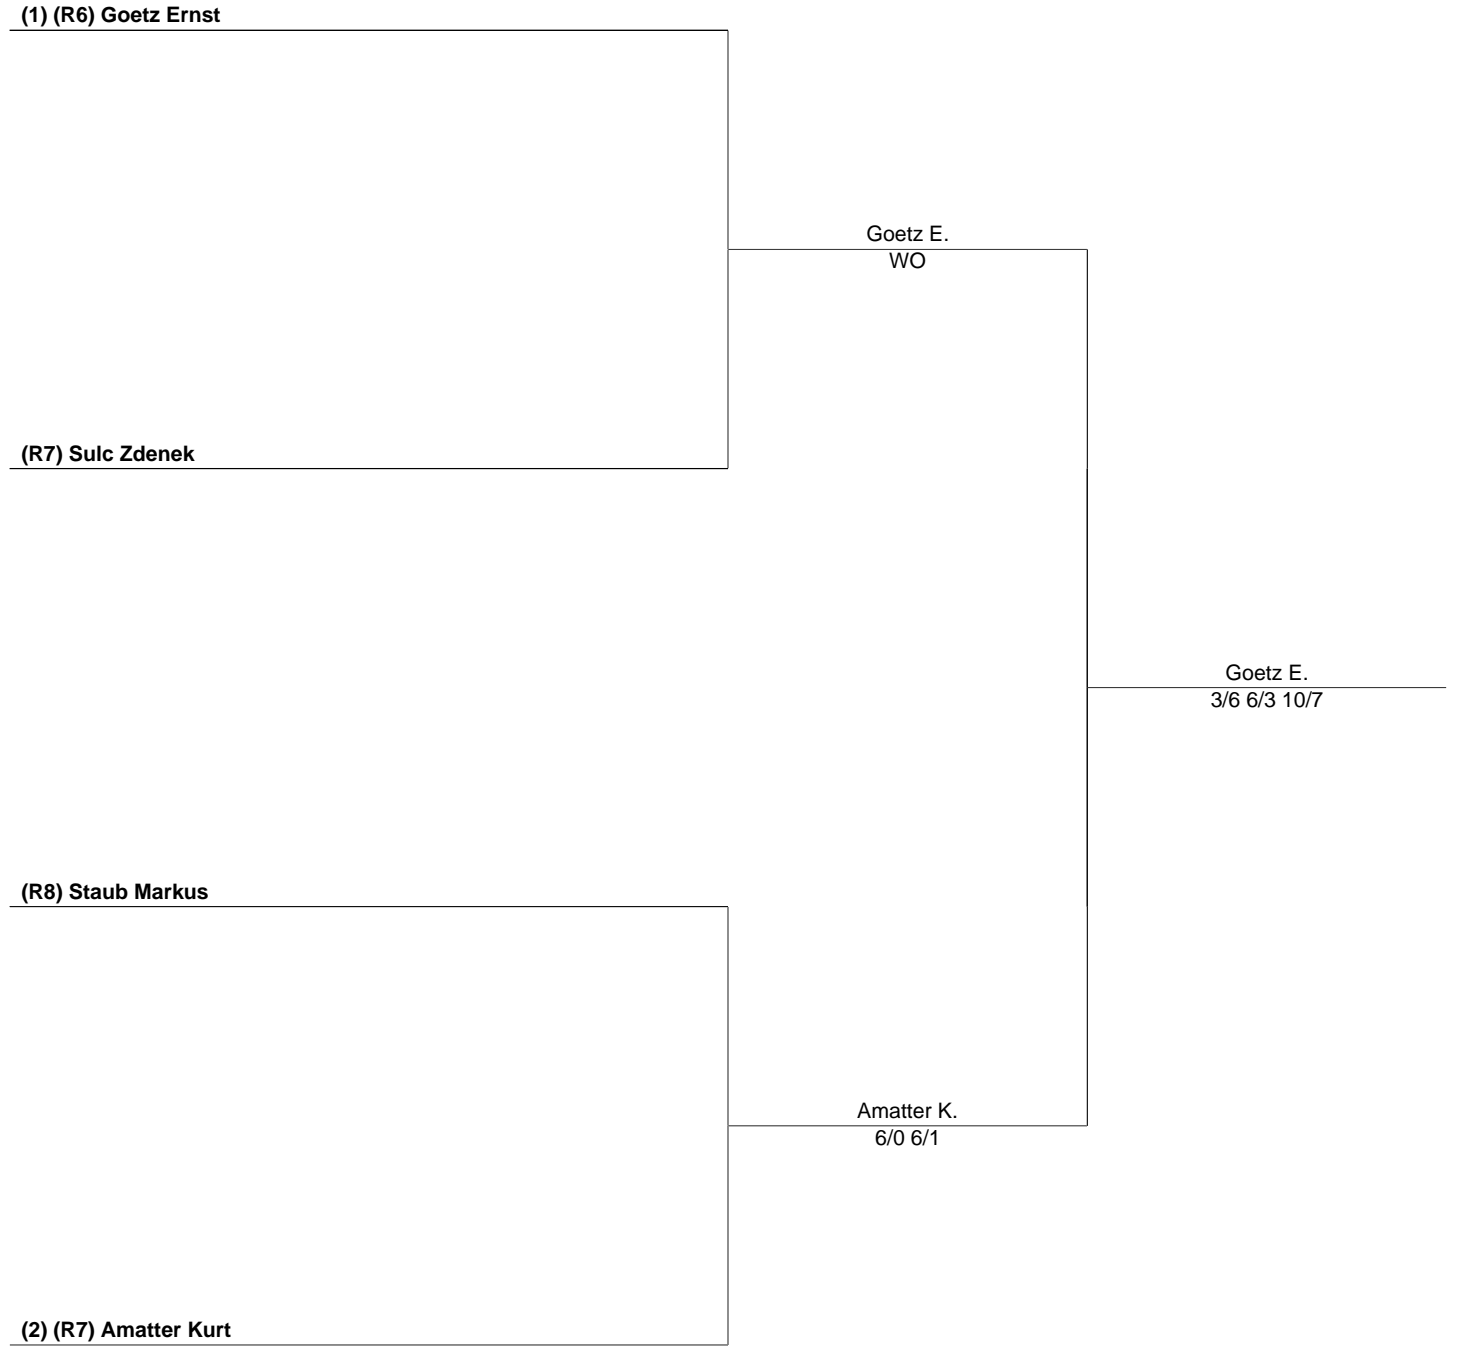 (1) (R6) Goetz Ernst
Goetz E.
WO
(R7) Sulc Zdenek
Goetz E.
3/6 6/3 10/7
(R8) Staub Markus
Amatter K.
6/0 6/1
(2) (R7) Amatter Kurt